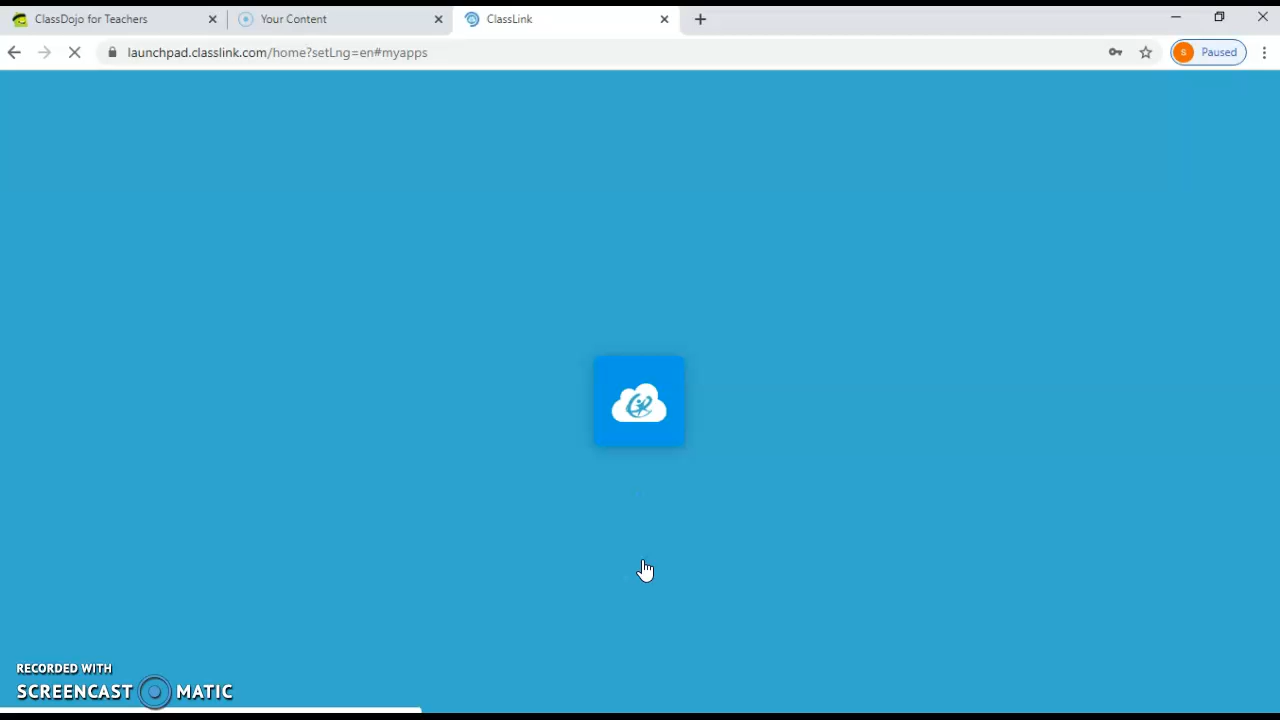 ClassDojo for Teachers
Your Content
ClassLink
launchpad.classlink.com/home?setLng=en#myapps
S
Paused
RECORDED WITH
SCREENCAST MATIC